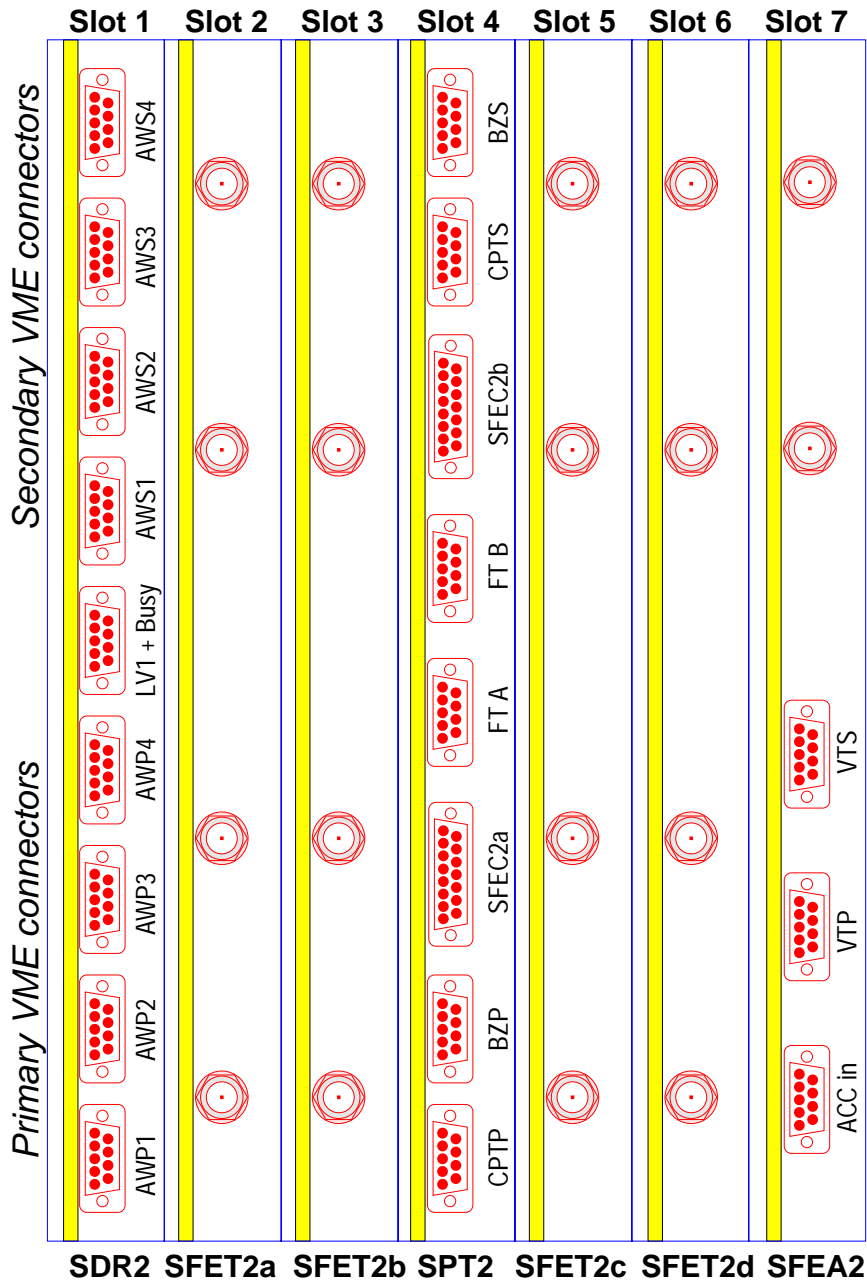 Slot 1 Slot 2 Slot 3 Slot 4 Slot 5 Slot 6 Slot 7
Secondary VME connectors
Primary VME connectors
AWS4
AWS3
AWS2
AWS1
LV1 + Busy
AWP4
AWP3
AWP2
AWP1
BZS
CPTS
SFEC2b
FT B
FT A
SFEC2a
BZP
CPTP
VTS
VTP
ACC in
SDR2 SFET2a SFET2b SPT2 SFET2c SFET2d SFEA2